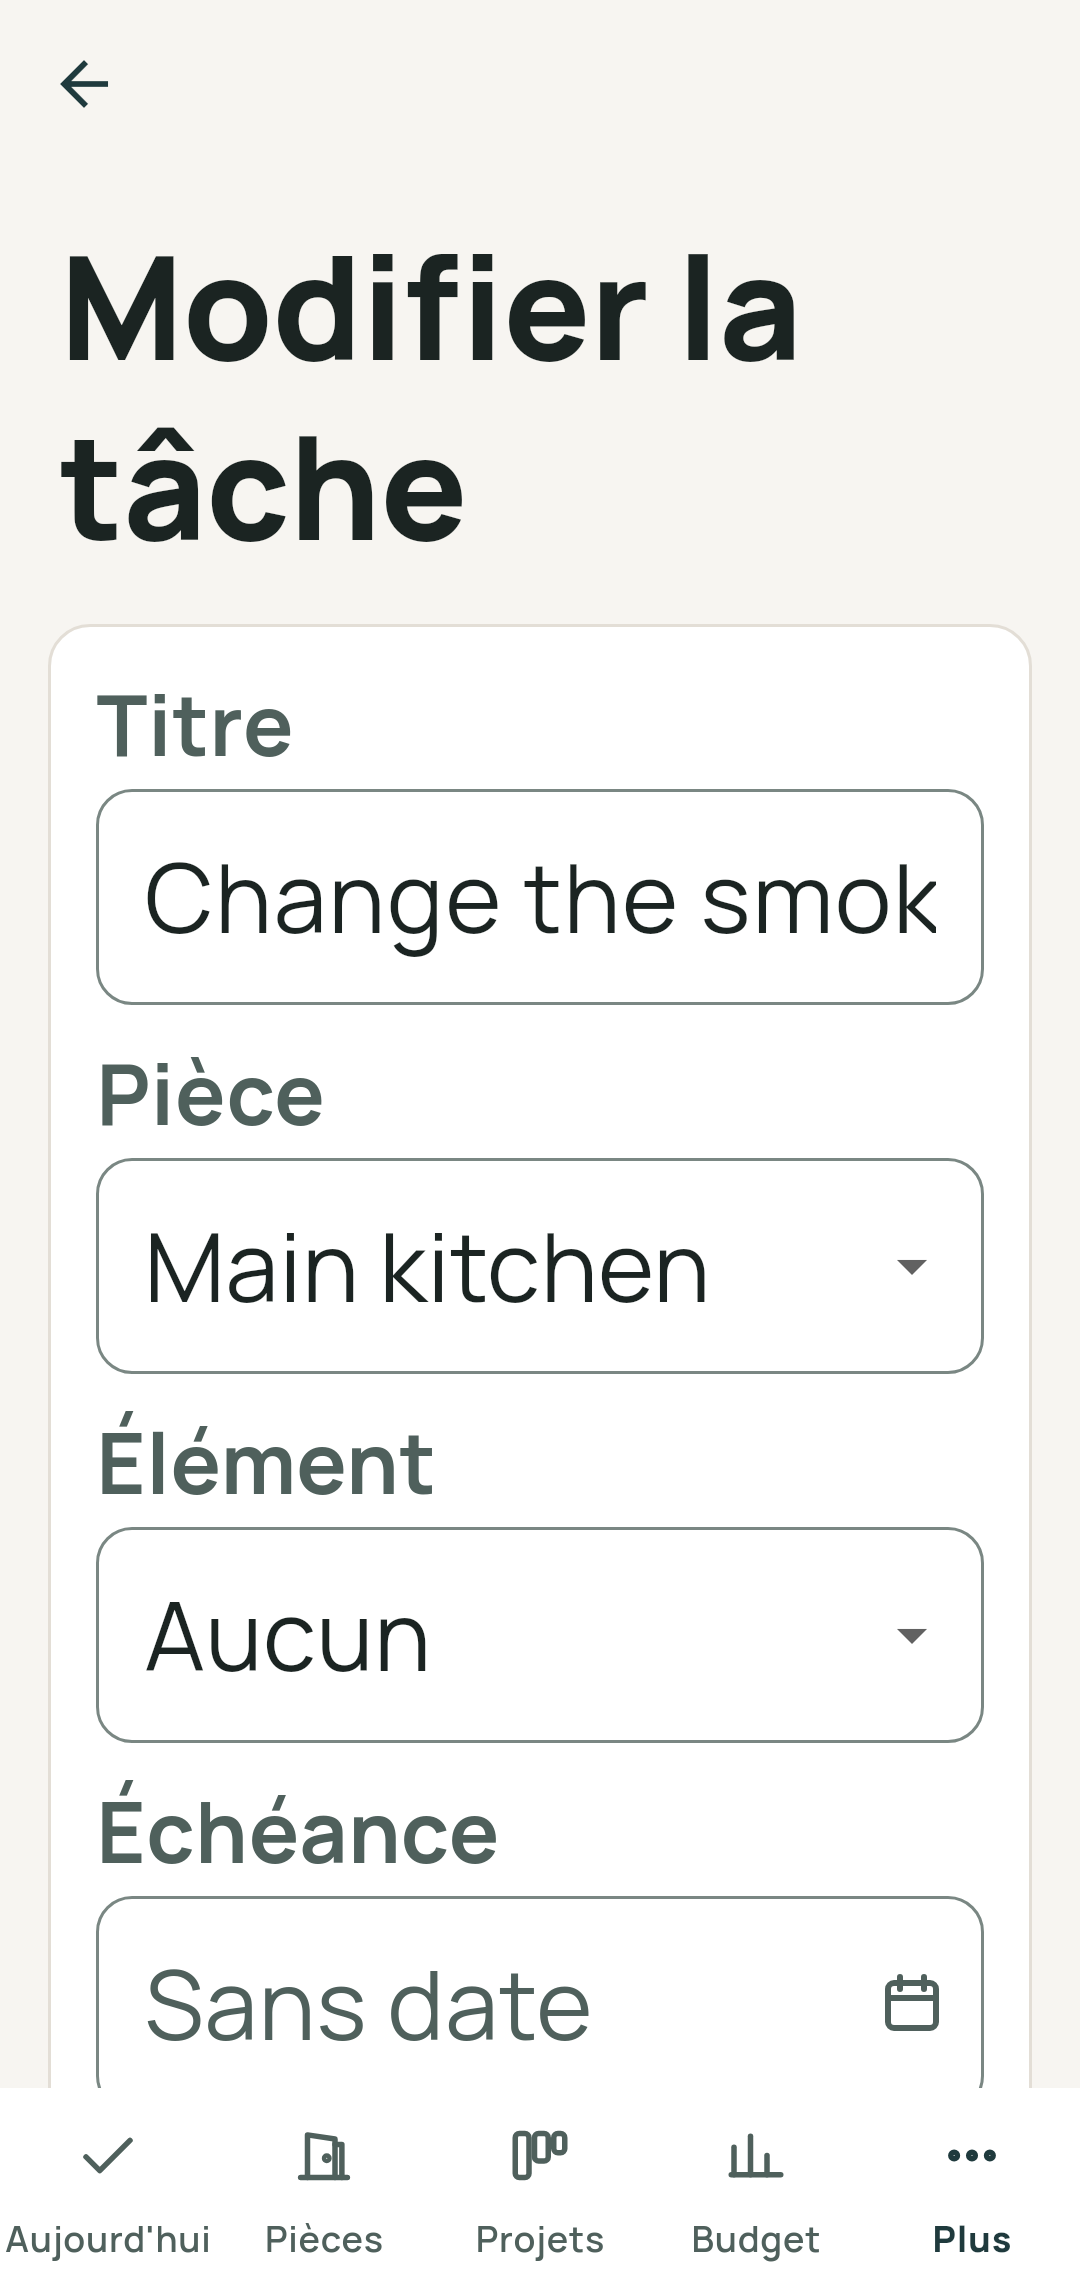 Modifier la
tâche
Titre
Change the smok
Pièce
Main kitchen
Élément
Aucun
Échéance
Sans date
Aujourd'hui
Pièces
Projets
Budget
Plus